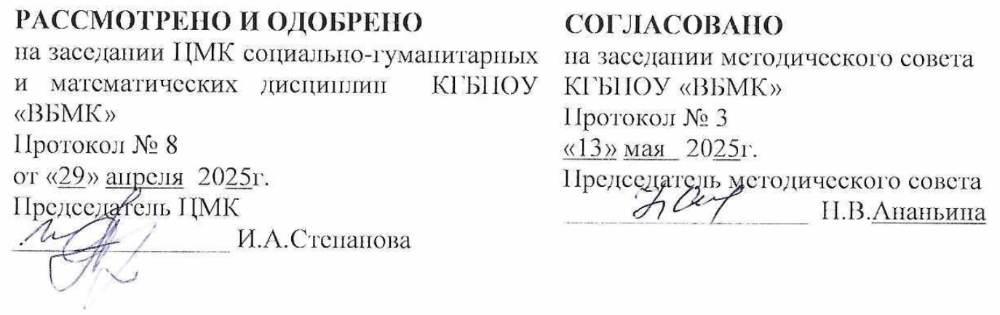 РАССМОТРЕНО И ОДОБРЕНО
на заседании ЦМК социально-гуманитарных
и математических дисциплин КГБПОУ
«ВБМК»
Протокол № 8
от «29» апреля 2025г.
Председатель ЦМК
И.А.Степанова
СОГЛАСОВАНО
на заседании методического совета
КГБПОУ «ВБМК»
Протокол № 3
«13» мая 2025г.
Председатель методического совета
Н.В.Ананьина